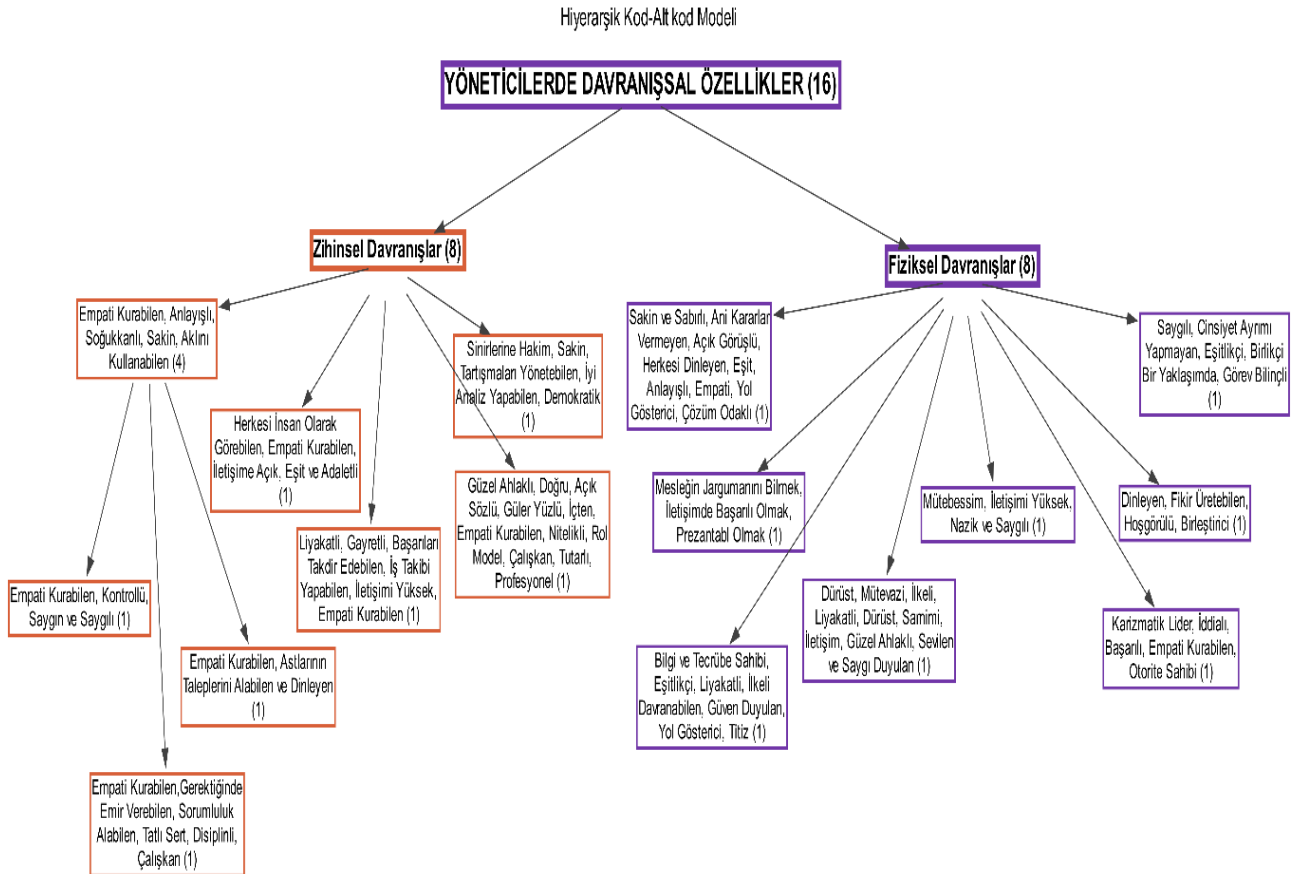 Hiyerarşik Kod-Alt kod Modeli
YÖNETİCİLERDE DAVRANIŞSAL ÖZELLİKLER (16)
Zihinsel Davranışlar (8)
Fiziksel Davranışlar (8)
Empati Kurabilen, Anlayışlı,
Soğukkanlı, Sakin, Aklını
Kullanabilen (4)
Herkesi İnsan Olarak
Görebilen, Empati Kurabilen,
İletişime Açık, Eşit ve Adaletli
(1)
Sinirlerine Hakim, Sakin,
Tartışmaları Yönetebilen, İyi
Analiz Yapabilen, Demokratik
(1)
Liyakatli, Gayretli, Başarıları
Takdir Edebilen, İş Takibi
Yapabilen, İletişimi Yüksek,
Empati Kurabilen (1)
Güzel Ahlaklı, Doğru, Açık
Sözlü, Güler Yüzlü, İçten,
Empati Kurabilen, Nitelikli, Rol
Model, Çalışkan, Tutarlı,
Profesyonel (1)
Empati Kurabilen, Kontrollü,
Saygın ve Saygılı (1)
Empati Kurabilen, Astlarının
Taleplerini Alabilen ve Dinleyen
(1)
Empati Kurabilen,Gerektiğinde
Emir Verebilen, Sorumluluk
Alabilen, Tatlı Sert, Disiplinli,
Çalışkan (1)
Sakin ve Sabırlı, Ani Kararlar
Vermeyen, Açık Görüşlü,
Herkesi Dinleyen, Eşit,
Anlayışlı, Empati, Yol
Gösterici, Çözüm Odaklı (1)
Saygılı, Cinsiyet Ayrımı
Yapmayan, Eşitlikçi, Birlikçi
Bir Yaklaşımda, Görev Bilinçli
(1)
Mesleğin Jargumanını Bilmek,
İletişimde Başarılı Olmak,
Prezantabl Olmak (1)
Mütebessim, İletişimi Yüksek,
Nazik ve Saygılı (1)
Dinleyen, Fikir Üretebilen,
Hoşgörülü, Birleştirici (1)
Bilgi ve Tecrübe Sahibi,
Eşitlikçi, Liyakatli, İlkeli
Davranabilen, Güven Duyulan,
Yol Gösterici, Titiz (1)
Dürüst, Mütevazi, İlkeli,
Liyakatli, Dürüst, Samimi,
İletişim, Güzel Ahlaklı, Sevilen
ve Saygı Duyulan (1)
Karizmatik Lider, İddialı,
Başarılı, Empati Kurabilen,
Otorite Sahibi (1)